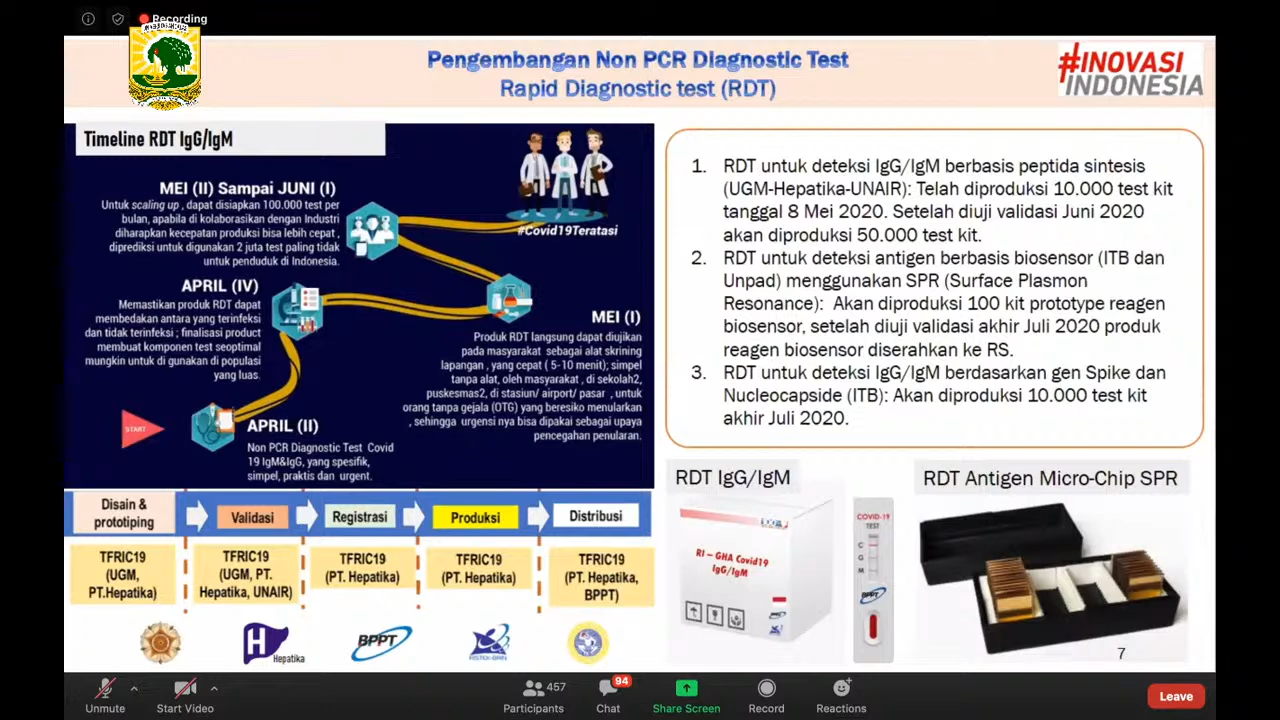 Recording
Pengembangan Non PCR Diagnostic Test
Rapid Diagnostic test (RDT)
#INOVASI
INDONESIA
Timeline RDT IgG/IgM
MEI (II) Sampai JUNI (I)
Untuk scaling up , dapat disiapkan 100.000 test per
bulan, apabila di kolaborasikan dengan Industri
diharapkan kecepatan produksi bisa lebih cepat ,
diprediksi untuk digunakan 2 juta test paling tidak
untuk penduduk di Indonesia.
#Covid19Teratasi
APRIL (IV)
Memastikan produk RDT dapat
membedakan antara yang terinfeksi
dan tidak terinfeksi ; finalisasi product
membuat komponen test seoptimal
mungkin untuk di gunakan di populasi
yang luas.
MEI (I)
Produk RDT langsung dapat diujikan
pada masyarakat sebagai alat skrining
lapangan , yang cepat ( 5-10 menit); simpel
tanpa alat, oleh masyarakat , di sekolah2,
puskesmas2, di stasiun/ airport/ pasar , untuk
orang tanpa gejala (OTG) yang beresiko menularkan
, sehingga urgensi nya bisa dipakai sebagai upaya
pencegahan penularan.
START
APRIL (II)
Non PCR Diagnostic Test Covid
19 IgM&IgG, yang spesifik,
simpel, praktis dan urgent.
1. RDT untuk deteksi IgG/IgM berbasis peptida sintesis
(UGM-Hepatika-UNAIR): Telah diproduksi 10.000 test kit
tanggal 8 Mei 2020. Setelah diuji validasi Juni 2020
akan diproduksi 50.000 test kit.
2. RDT untuk deteksi antigen berbasis biosensor (ITB dan
Unpad) menggunakan SPR (Surface Plasmon
Resonance): Akan diproduksi 100 kit prototype reagen
biosensor, setelah diuji validasi akhir Juli 2020 produk
reagen biosensor diserahkan ke RS.
3. RDT untuk deteksi IgG/IgM berdasarkan gen Spike dan
Nucleocapside (ITB): Akan diproduksi 10.000 test kit
akhir Juli 2020.
Disain &
prototiping
Validasi
Registrasi
Produksi
Distribusi
TFRIC19
(UGM,
PT.Hepatika)
TFRIC19
(UGM, PT.
Hepatika, UNAIR)
TFRIC19
(PT. Hepatika)
TFRIC19
(PT. Hepatika)
TFRIC19
(PT. Hepatika,
BPPT)
H
Hepatika
BPPT
RISTEK-BRIN
RDT IgG/IgM
RI – GHA Covid19
IgG/IgM
COVID-19
TEST
C
G
M
BPPT
RDT Antigen Micro-Chip SPR
7
Unmute
Start Video
457
Participants
94
Chat
Share Screen
Record
Reactions
Leave